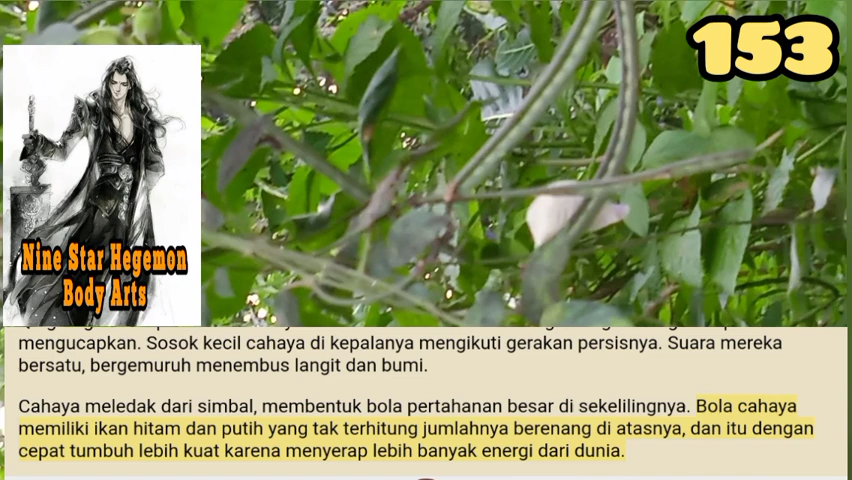 153
Nine Star Hegemon
Body Arts
mengucapkan. Sosok kecil cahaya di kepalanya mengikuti gerakan persisnya. Suara mereka
bersatu, bergemuruh menembus langit dan bumi.
Cahaya meledak dari simbal, membentuk bola pertahanan besar di sekelilingnya. Bola cahaya
memiliki ikan hitam dan putih yang tak terhitung jumlahnya berenang di atasnya, dan itu dengan
cepat tumbuh lebih kuat karena menyerap lebih banyak energi dari dunia.